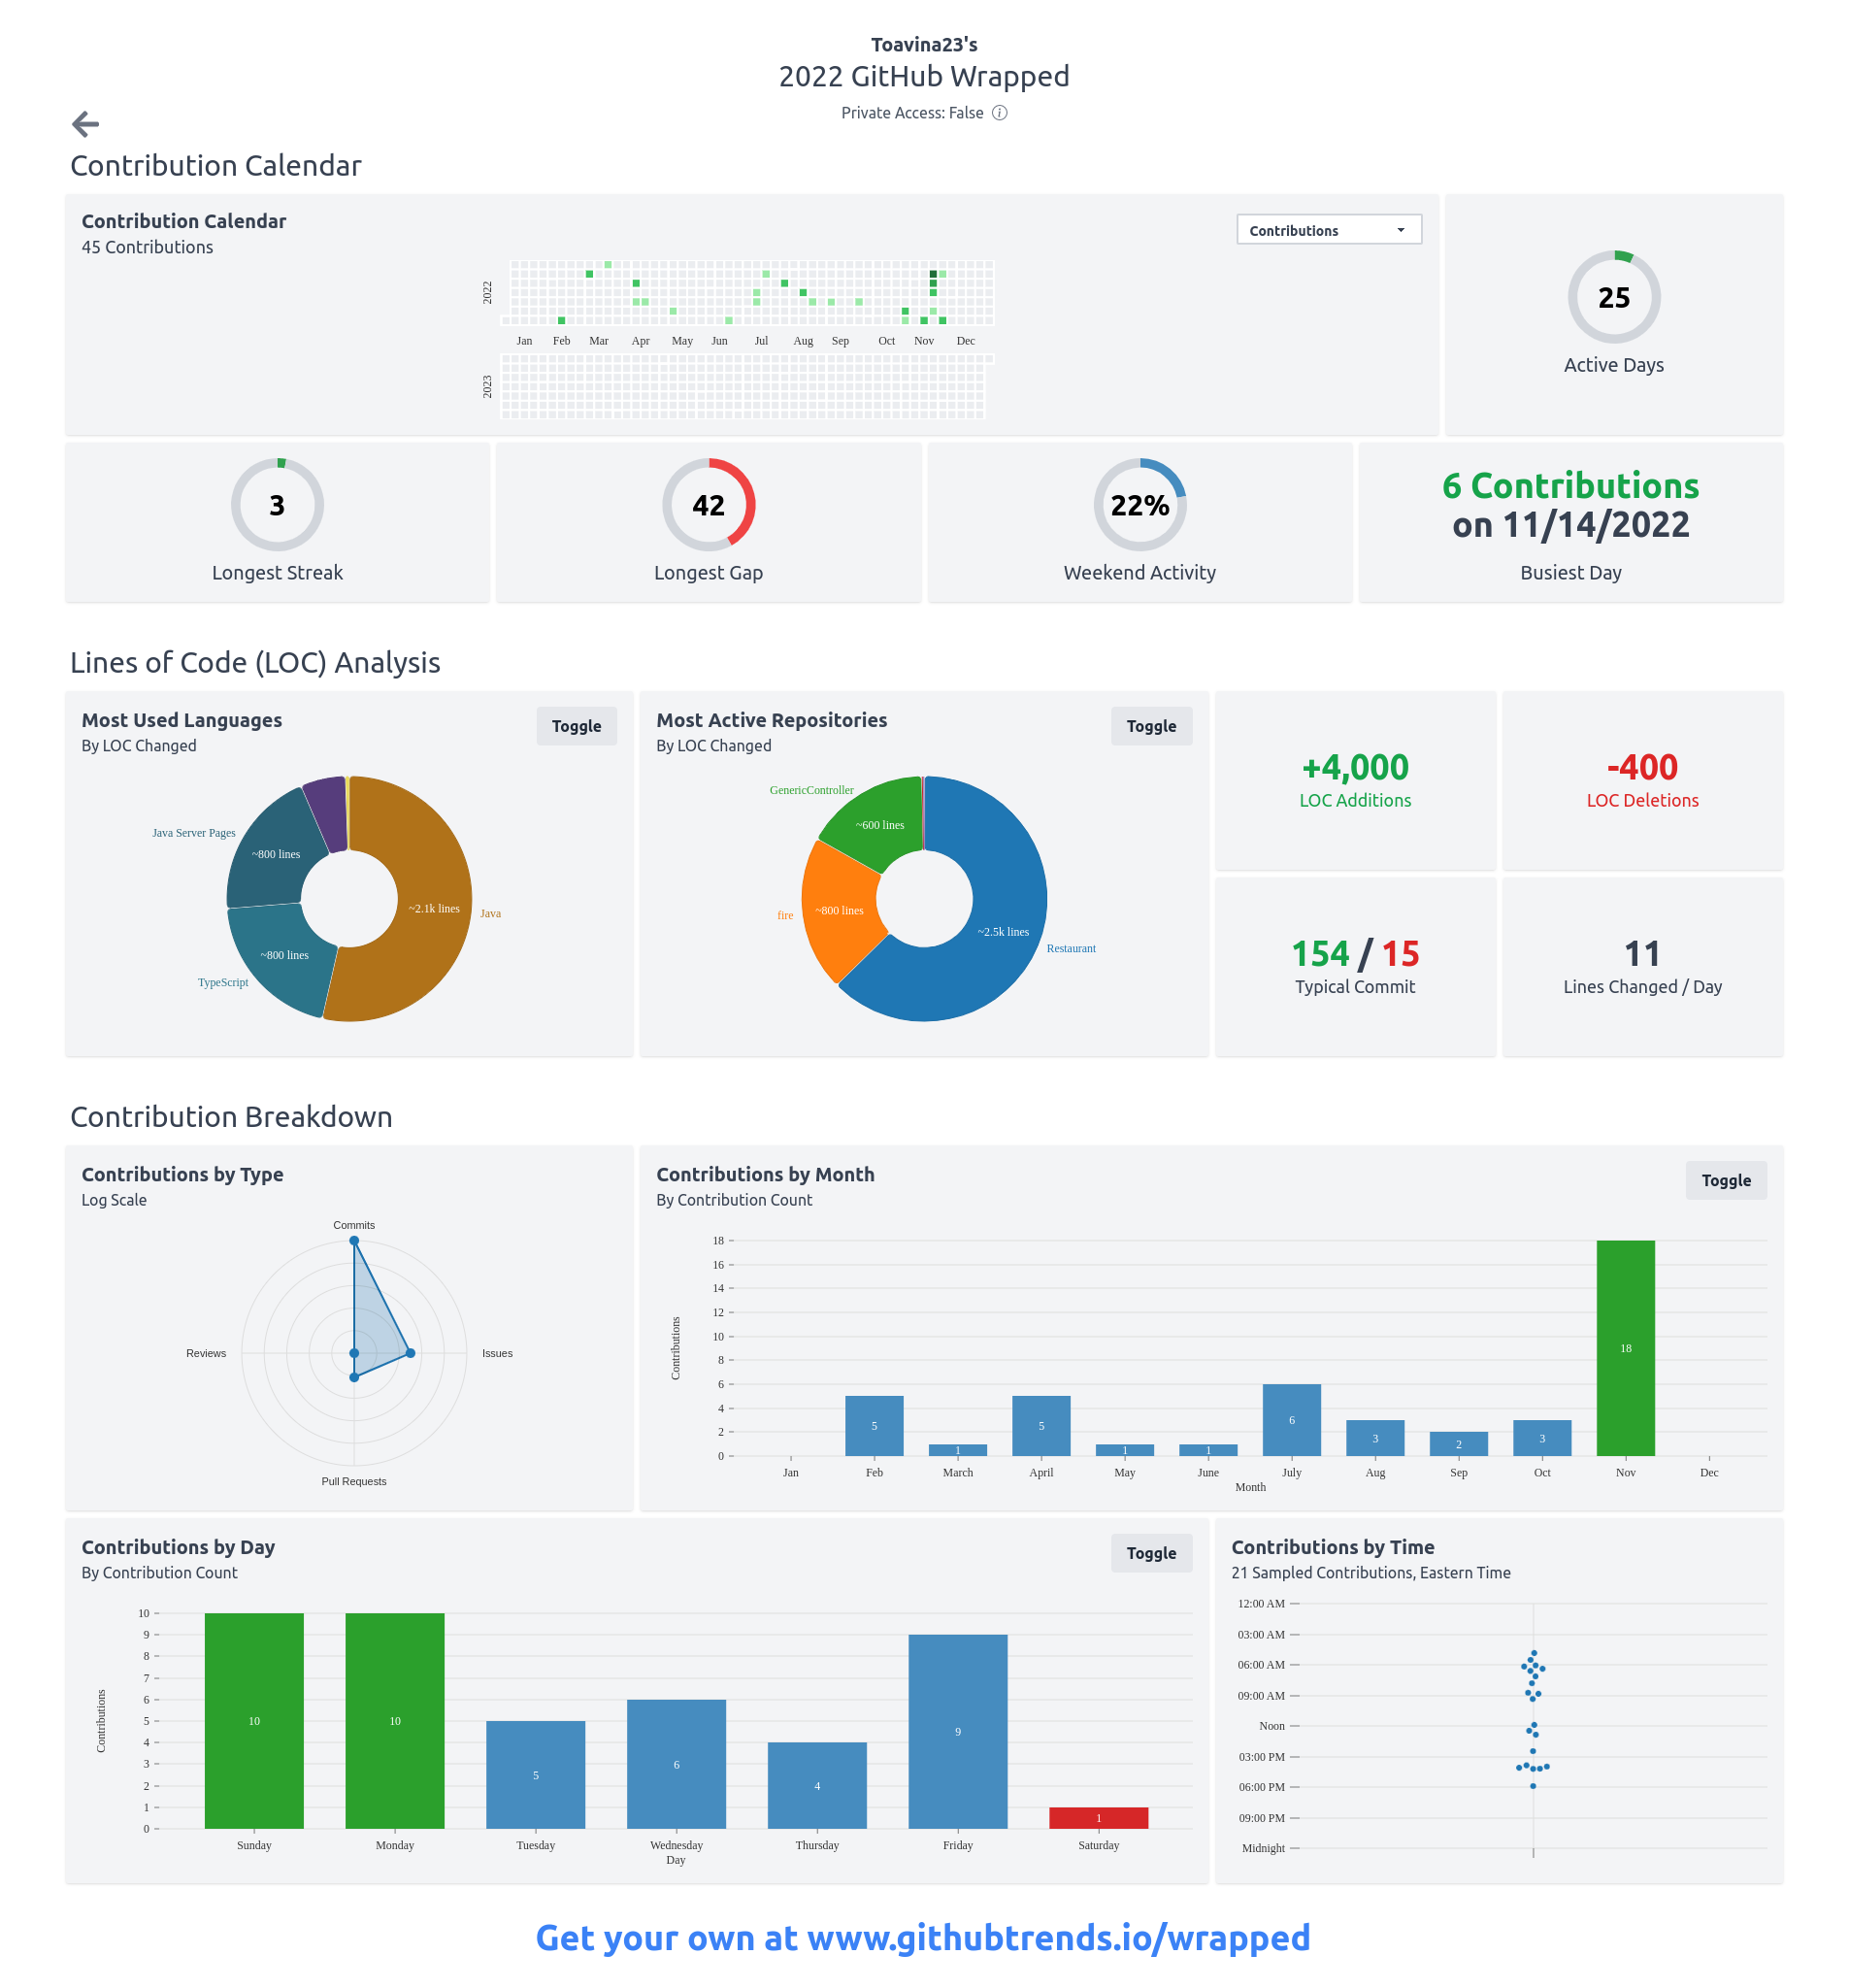 Toavina23's
2022 GitHub Wrapped
Private Access: False
Contribution Calendar
Contribution Calendar
45 Contributions
Contributions
2022
Jan Feb Mar Apr May Jun Jul Aug Sep Oct Nov Dec
2023
25
Active Days
3
Longest Streak
42
Longest Gap
22%
Weekend Activity
6 Contributions
on 11/14/2022
Busiest Day
Lines of Code (LOC) Analysis
Most Used Languages
By LOC Changed
Toggle
Java Server Pages
~800 lines
~2.1k lines
Java
~800 lines
TypeScript
Most Active Repositories
By LOC Changed
Toggle
GenericController
~600 lines
fire
~800 lines
~2.5k lines
Restaurant
+4,000
LOC Additions
-400
LOC Deletions
154 / 15
Typical Commit
11
Lines Changed / Day
Contribution Breakdown
Contributions by Type
Log Scale
Commits
Reviews
Issues
Pull Requests
Contributions by Month
By Contribution Count
Toggle
Contributions
18
16
14
12
10
8
6
4
2
0
5 1 5 1 1 6 3 2 3 18
Jan Feb March April May June July Aug Sep Oct Nov Dec
Month
Contributions by Day
By Contribution Count
Toggle
Contributions
10
9
8
7
6
5
4
3
2
1
0
10 10 5 6 4 9 1
Sunday Monday Tuesday Wednesday Thursday Friday Saturday
Day
Contributions by Time
21 Sampled Contributions, Eastern Time
12:00 AM
03:00 AM
06:00 AM
09:00 AM
Noon
03:00 PM
06:00 PM
09:00 PM
Midnight
Get your own at www.githubtrends.io/wrapped